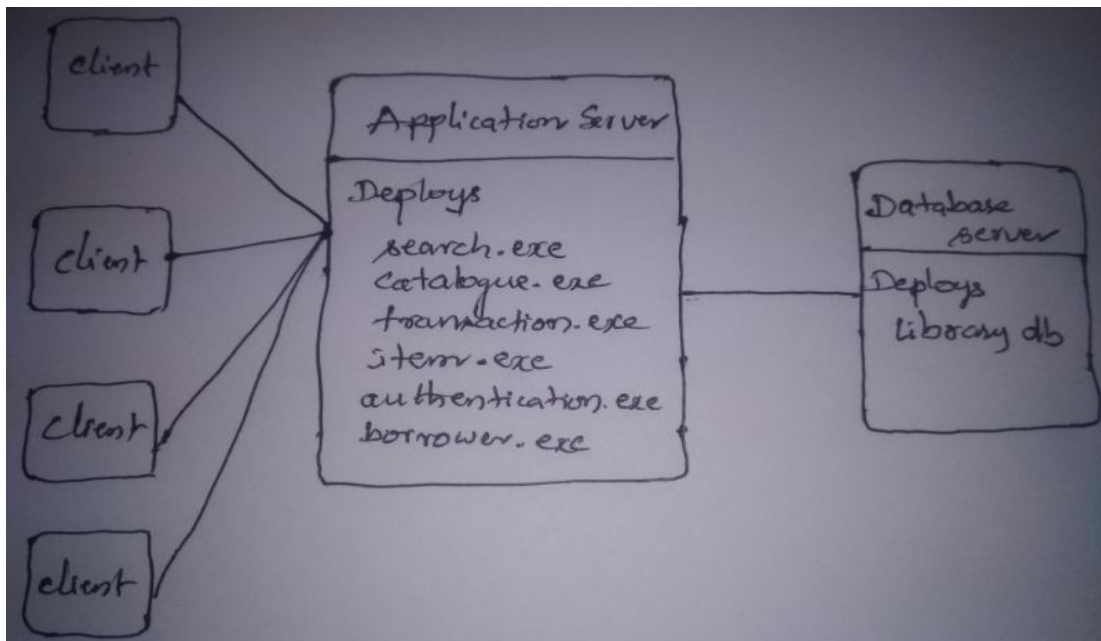 client
client
client
client
Application Server
Deploys
search.exe
catalogue.exe
transaction.exe
item.exe
authentication.exe
borrower.exe
Database
server
Deploys
Library db